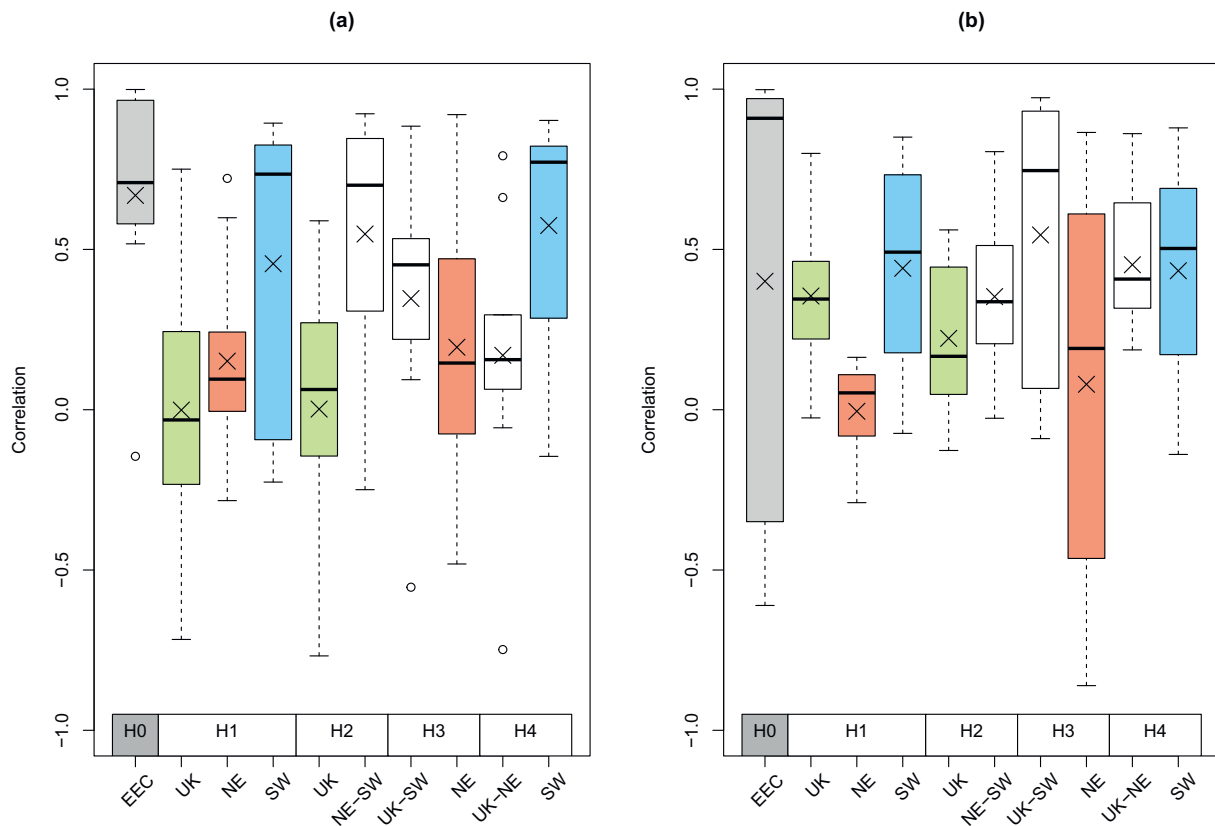 (a)
Correlation
1.0
0.5
0.0
−0.5
−1.0
H0 H1 H2 H3 H4
EEC UK NE SW UK NE−SW UK−SW NE UK−NE SW
(b)
Correlation
1.0
0.5
0.0
−0.5
−1.0
H0 H1 H2 H3 H4
EEC UK NE SW UK NE−SW UK−SW NE UK−NE SW